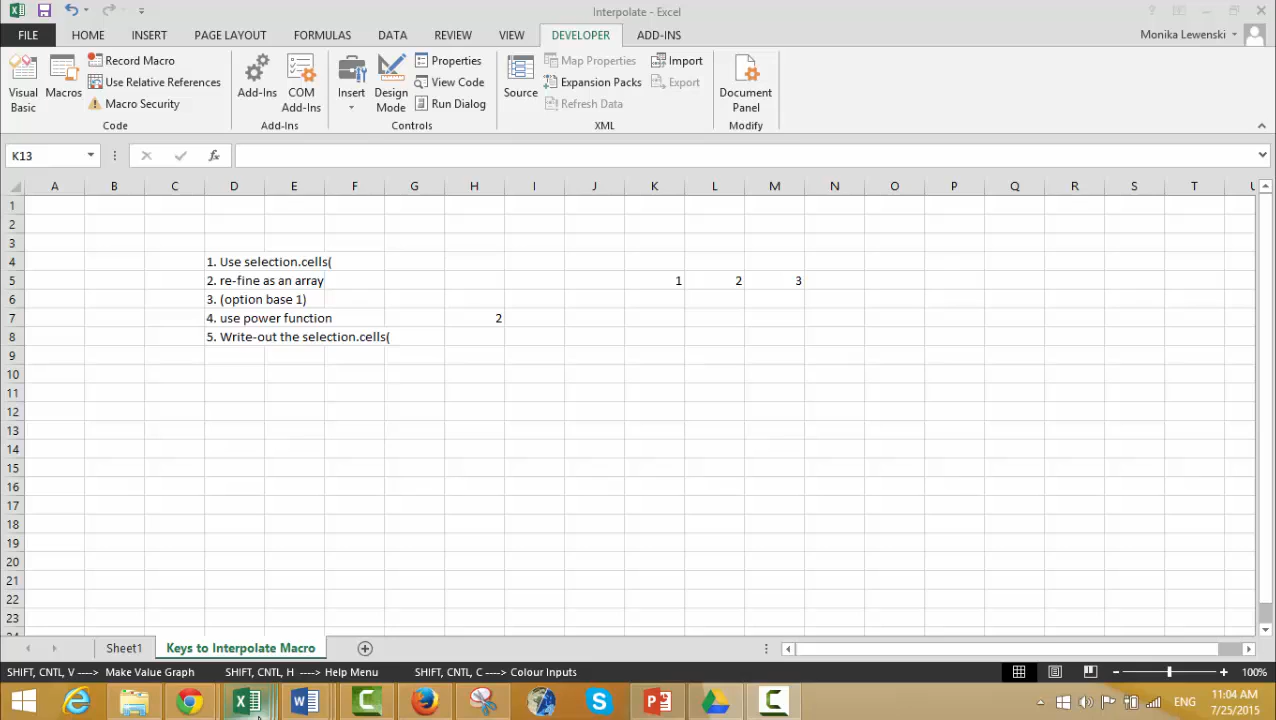 Interpolate - Excel
FILE HOME INSERT PAGE LAYOUT FORMULAS DATA REVIEW VIEW DEVELOPER ADD-INS Monika Lewenski
Visual Basic
Macros
Record Macro
Use Relative References
Macro Security
Code
Add-Ins
COM Add-Ins
Add-Ins
Insert
Design Mode
Properties
View Code
Run Dialog
Controls
Source
Map Properties
Expansion Packs
Refresh Data
Import
Export
XML
Document Panel
Modify
K13 fx
A B C D E F G H I J K L M N O P Q R S T U
1
2
3
4 1. Use selection.cells(
5 2. re-fine as an array 1 2 3
6 3. (option base 1)
7 4. use power function 2
8 5. Write-out the selection.cells(
9
10
11
12
13
14
15
16
17
18
19
20
21
22
23
24
Sheet1 Keys to Interpolate Macro
SHIFT, CNTL, V ----> Make Value Graph SHIFT, CNTL, H ----> Help Menu SHIFT, CNTL, C ----> Colour Inputs 100%
ENG 11:04 AM
7/25/2015